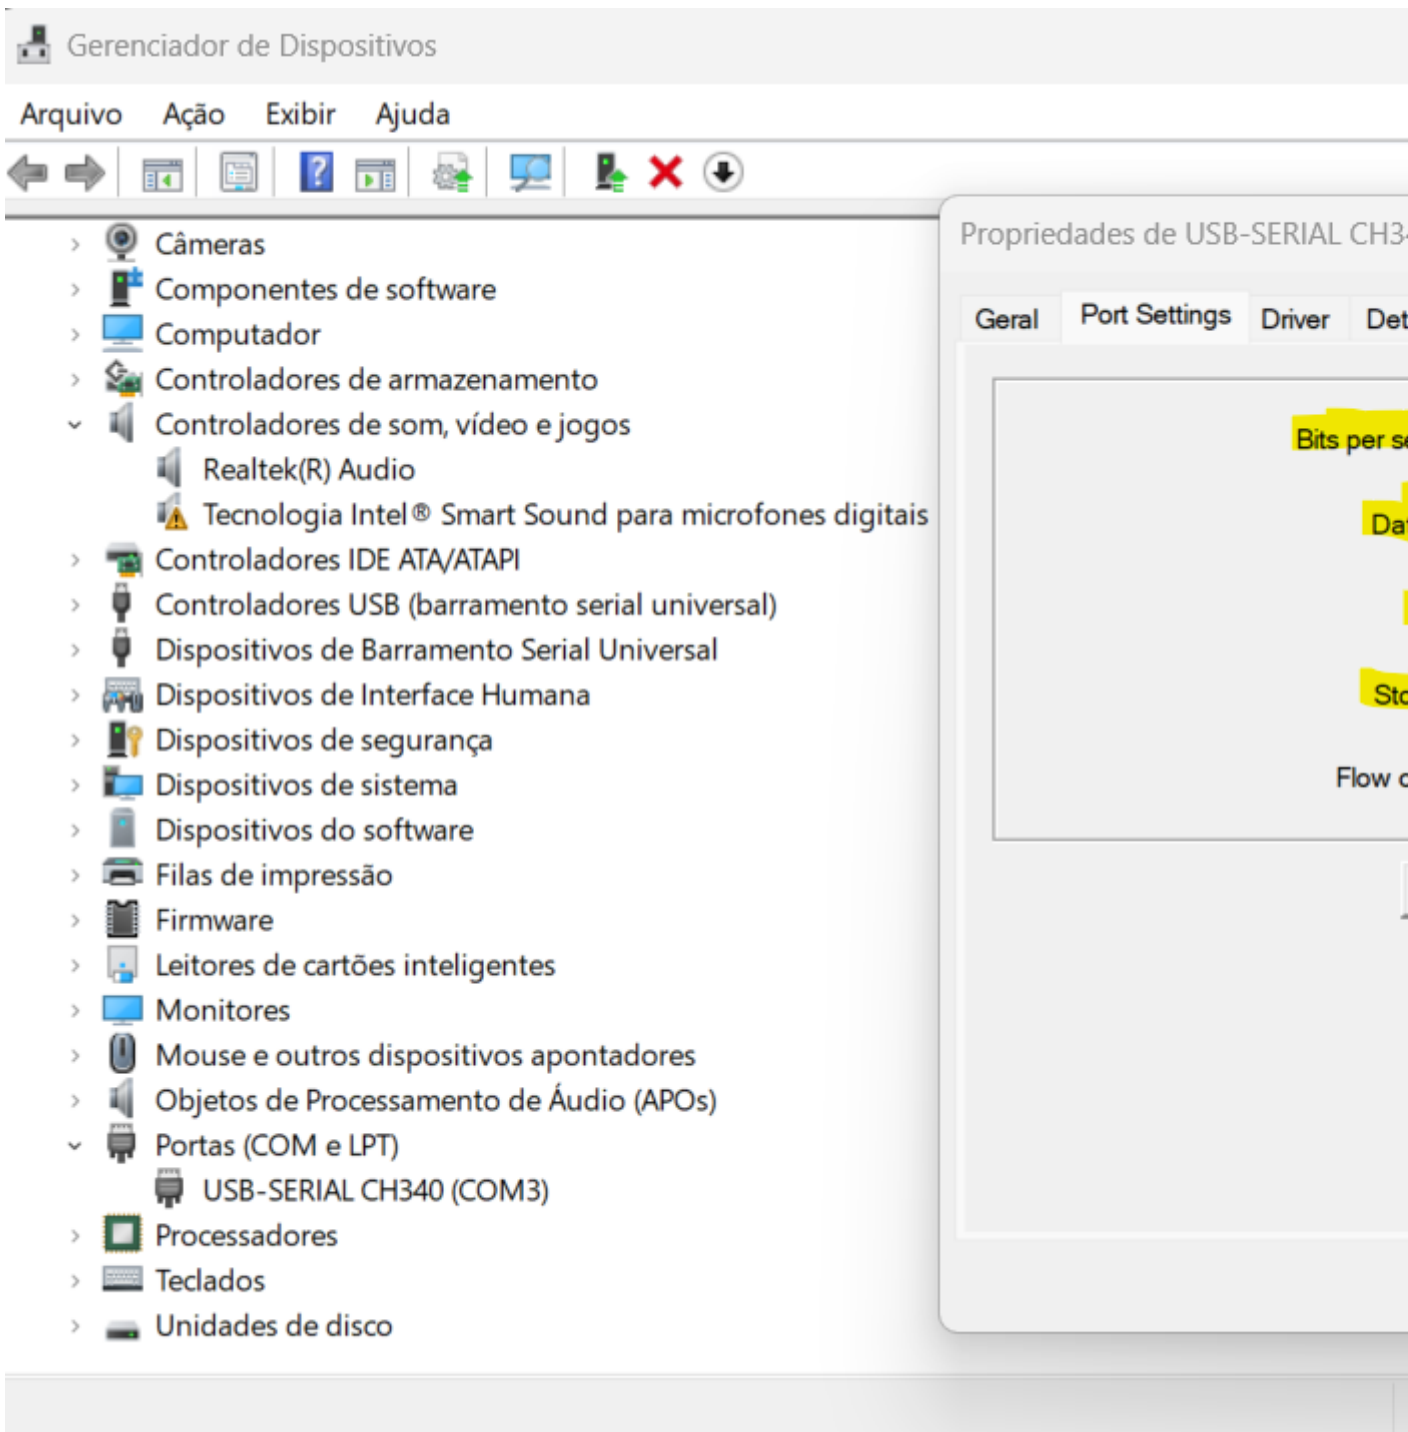 Gerenciador de Dispositivos
Arquivo Ação Exibir Ajuda
Propriedades de USB-SERIAL
Geral Port Settings Driver
Câmeras
Componentes de software
Computador
Controladores de armazenamento
Controladores de som, vídeo e jogos
Realtek(R) Audio
Tecnologia Intel® Smart Sound para microfones digitais
Controladores IDE ATA/ATAPI
Controladores USB (barramento serial universal)
Dispositivos de Barramento Serial Universal
Dispositivos de Interface Humana
Dispositivos de segurança
Dispositivos de sistema
Dispositivos do software
Filas de impressão
Firmware
Leitores de cartões inteligentes
Monitores
Mouse e outros dispositivos apontadores
Objetos de Processamento de Áudio (APOs)
Portas (COM e LPT)
USB-SERIAL CH340 (COM3)
Processadores
Teclados
Unidades de disco
Bits per
Flow